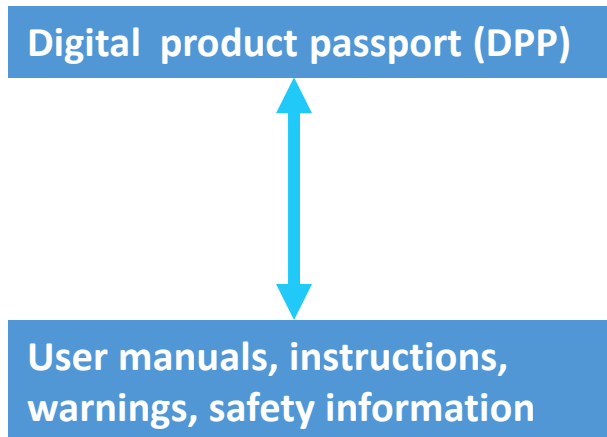 Digital  product passport (DPP)
User manuals, instructions,
warnings, safety information